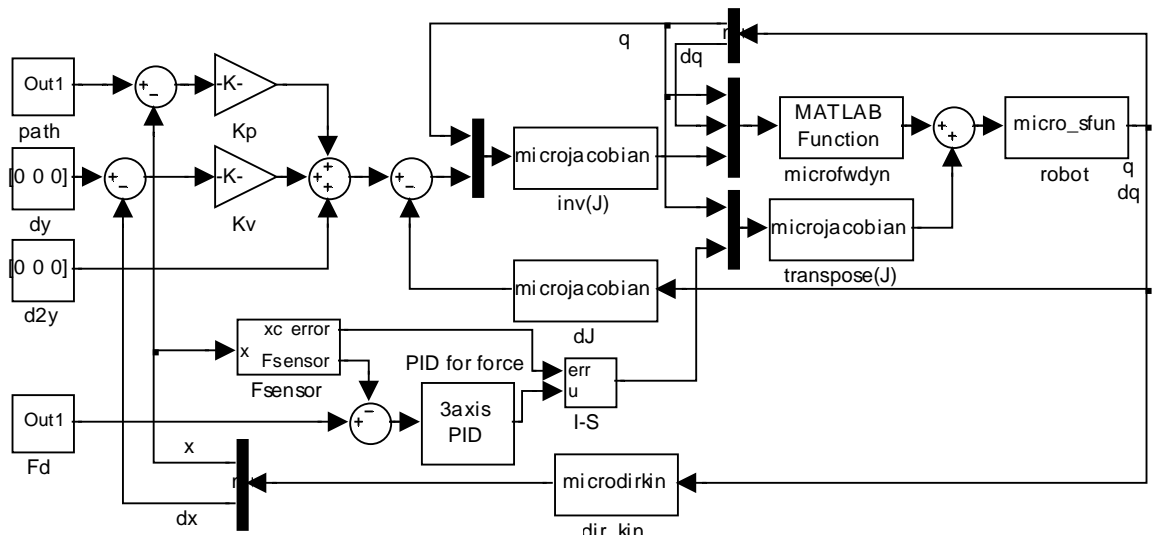 q
dq
Out1
path
-K-
Kp
MATLAB
Function
microfwdyn
micro_sfun
robot
q
dq
[0 0 0]
dy
-K-
Kv
microjacobian
inv(J)
microjacobian
transpose(J)
[0 0 0]
d2y
microjacobian
dJ
xc error
x
Fsensor
Fsensor
PID for force
err
u
I-S
Out1
Fd
3axis
PID
x
dx
microdirkin
dir_kin